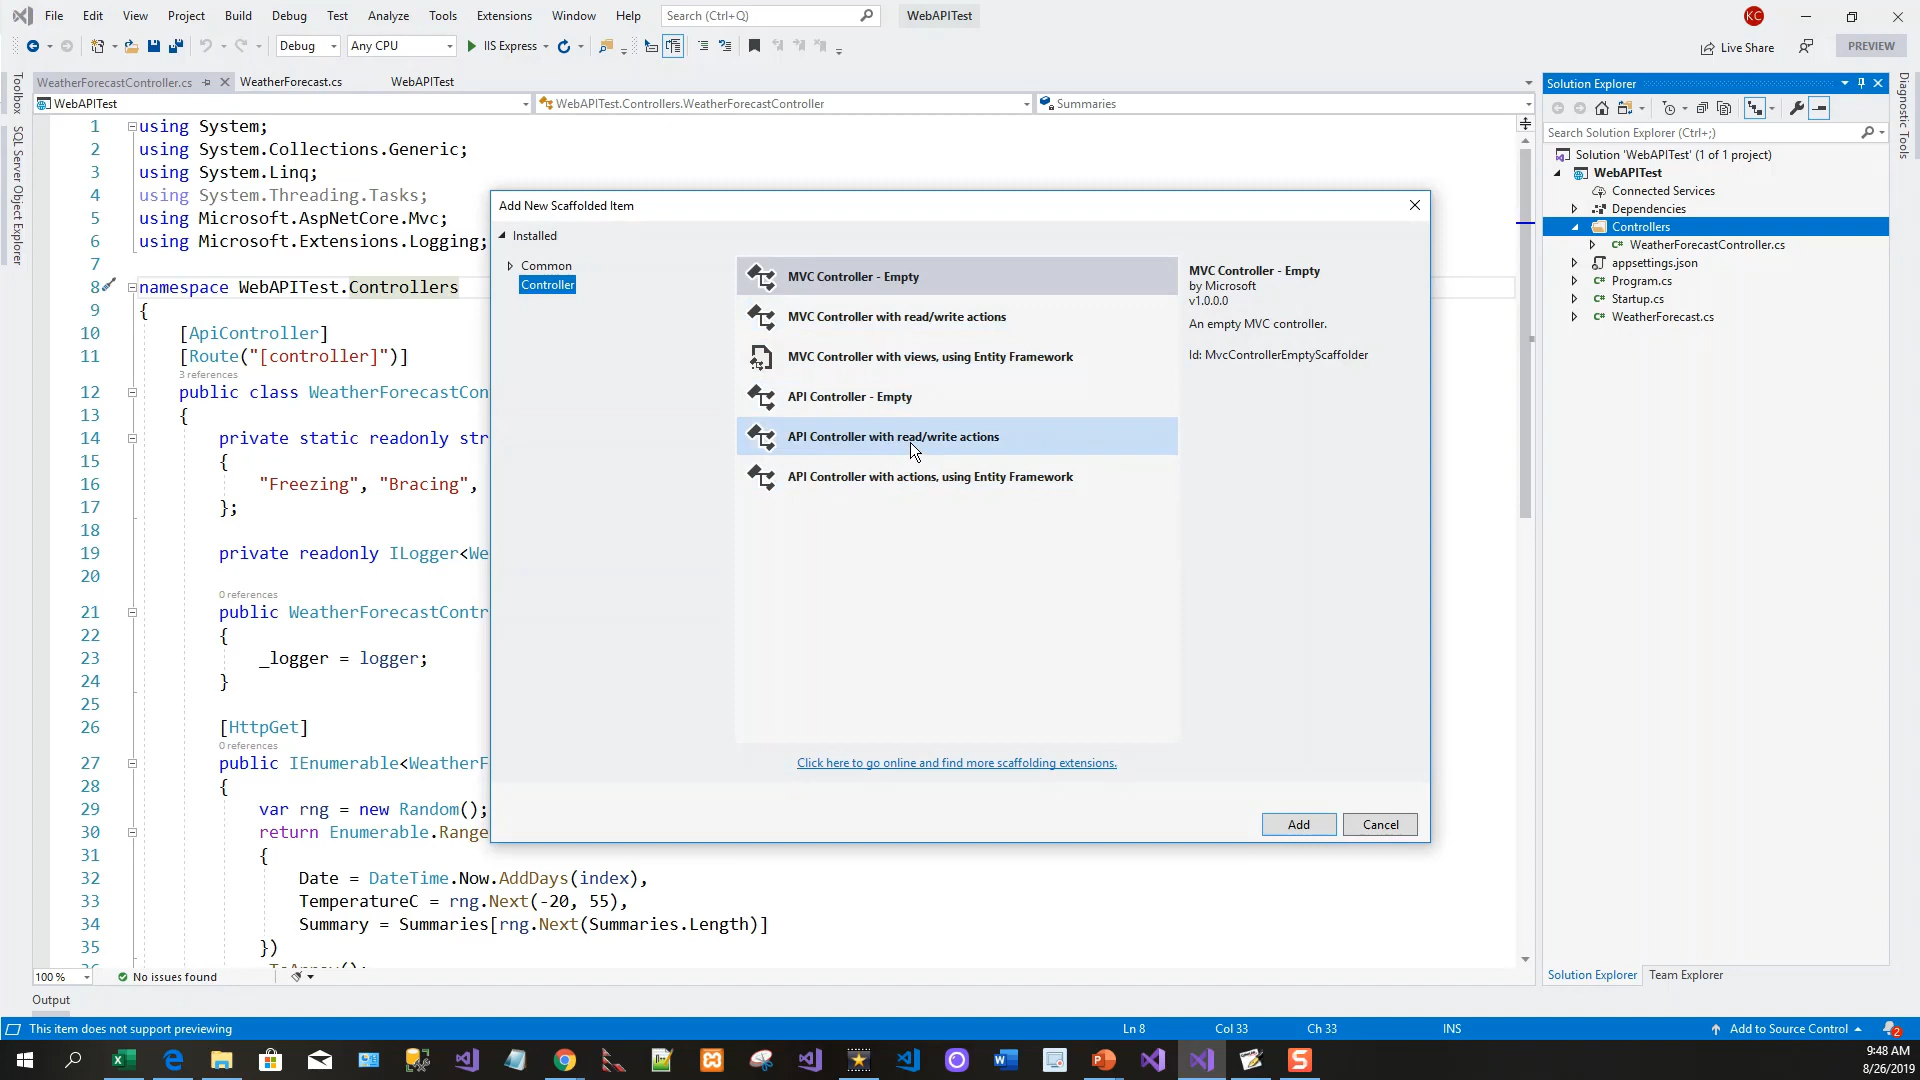 File Edit View Project Build Debug Test Analyze Tools Extensions Window Help Search (Ctrl+Q) WebAPITest KC
Debug Any CPU IIS Express Live Share PREVIEW
WeatherForecastController.cs WeatherForecast.cs WebAPITest
WebAPITest WebAPITest.Controllers.WeatherForecastController Summaries
Toolbox
SQL Server Object Explorer
1 using System;
2 using System.Collections.Generic;
3 using System.Linq;
4 using System.Threading.Tasks;
5 using Microsoft.AspNetCore.Mvc;
6 using Microsoft.Extensions.Logging;
7
8 namespace WebAPITest.Controllers
9 {
10 [ApiController]
11 [Route("[controller]")]
3 references
12 public class WeatherForecastCon
13 {
14 private static readonly str
15 {
16 "Freezing", "Bracing",
17 };
18
19 private readonly ILogger<We
20
0 references
21 public WeatherForecastContr
22 {
23 _logger = logger;
24 }
25
26 [HttpGet]
0 references
27 public IEnumerable<WeatherF
28 {
29 var rng = new Random();
30 return Enumerable.Range
31 {
32 Date = DateTime.Now.AddDays(index),
33 TemperatureC = rng.Next(-20, 55),
34 Summary = Summaries[rng.Next(Summaries.Length)]
35 })
Add New Scaffolded Item
Installed
Common
Controller
MVC Controller - Empty
MVC Controller with read/write actions
MVC Controller with views, using Entity Framework
API Controller - Empty
API Controller with read/write actions
API Controller with actions, using Entity Framework
Click here to go online and find more scaffolding extensions.
MVC Controller - Empty
by Microsoft
v1.0.0.0
An empty MVC controller.
Id: MvcControllerEmptyScaffolder
Add Cancel
Solution Explorer
Search Solution Explorer (Ctrl+;)
Solution 'WebAPITest' (1 of 1 project)
WebAPITest
Connected Services
Dependencies
Controllers
C# WeatherForecastController.cs
appsettings.json
C# Program.cs
C# Startup.cs
C# WeatherForecast.cs
Diagnostic Tools
Solution Explorer Team Explorer
100 % No issues found
Output
This item does not support previewing Ln 8 Col 33 Ch 33 INS Add to Source Control 2
9:48 AM
8/26/2019